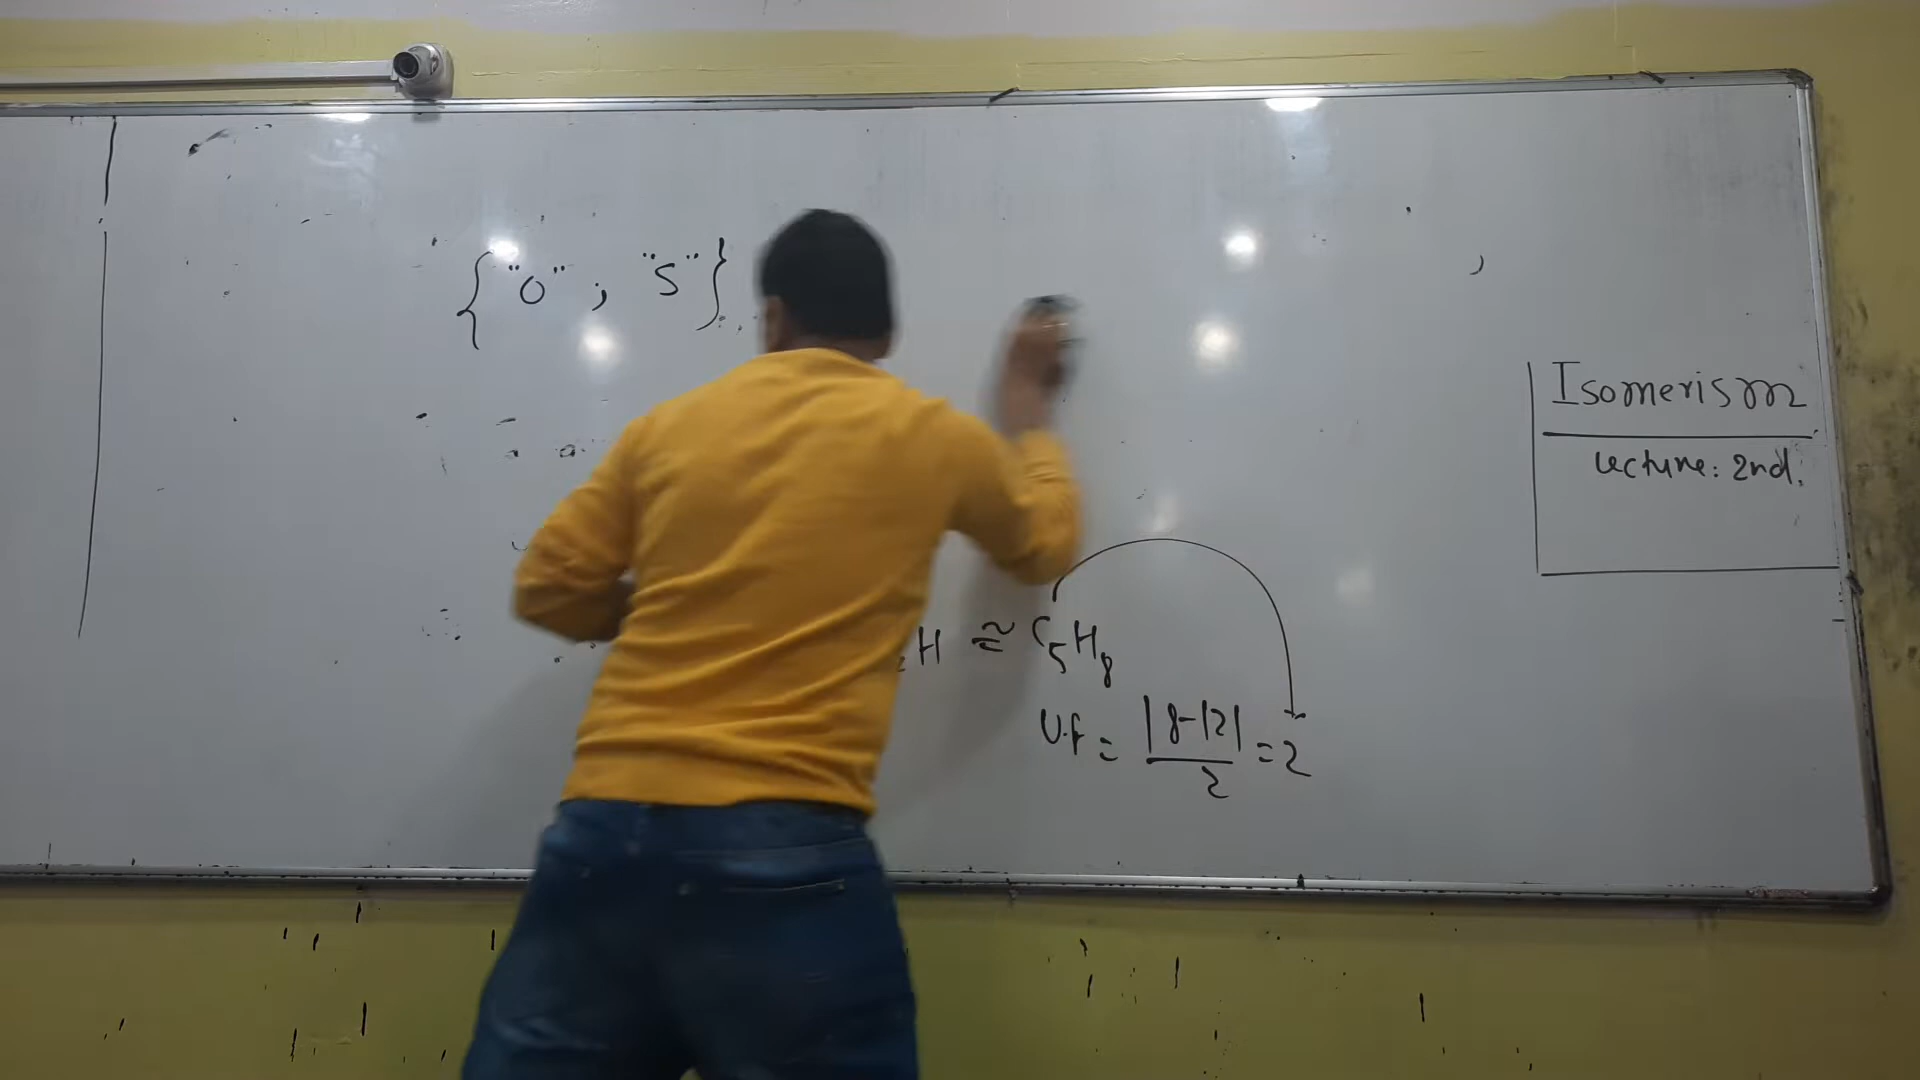 { "O" ; "S" }
Isomerism
Lecture: 2nd.
H ≅ C₅H₈
U.f = |8-12| / 2 = 2